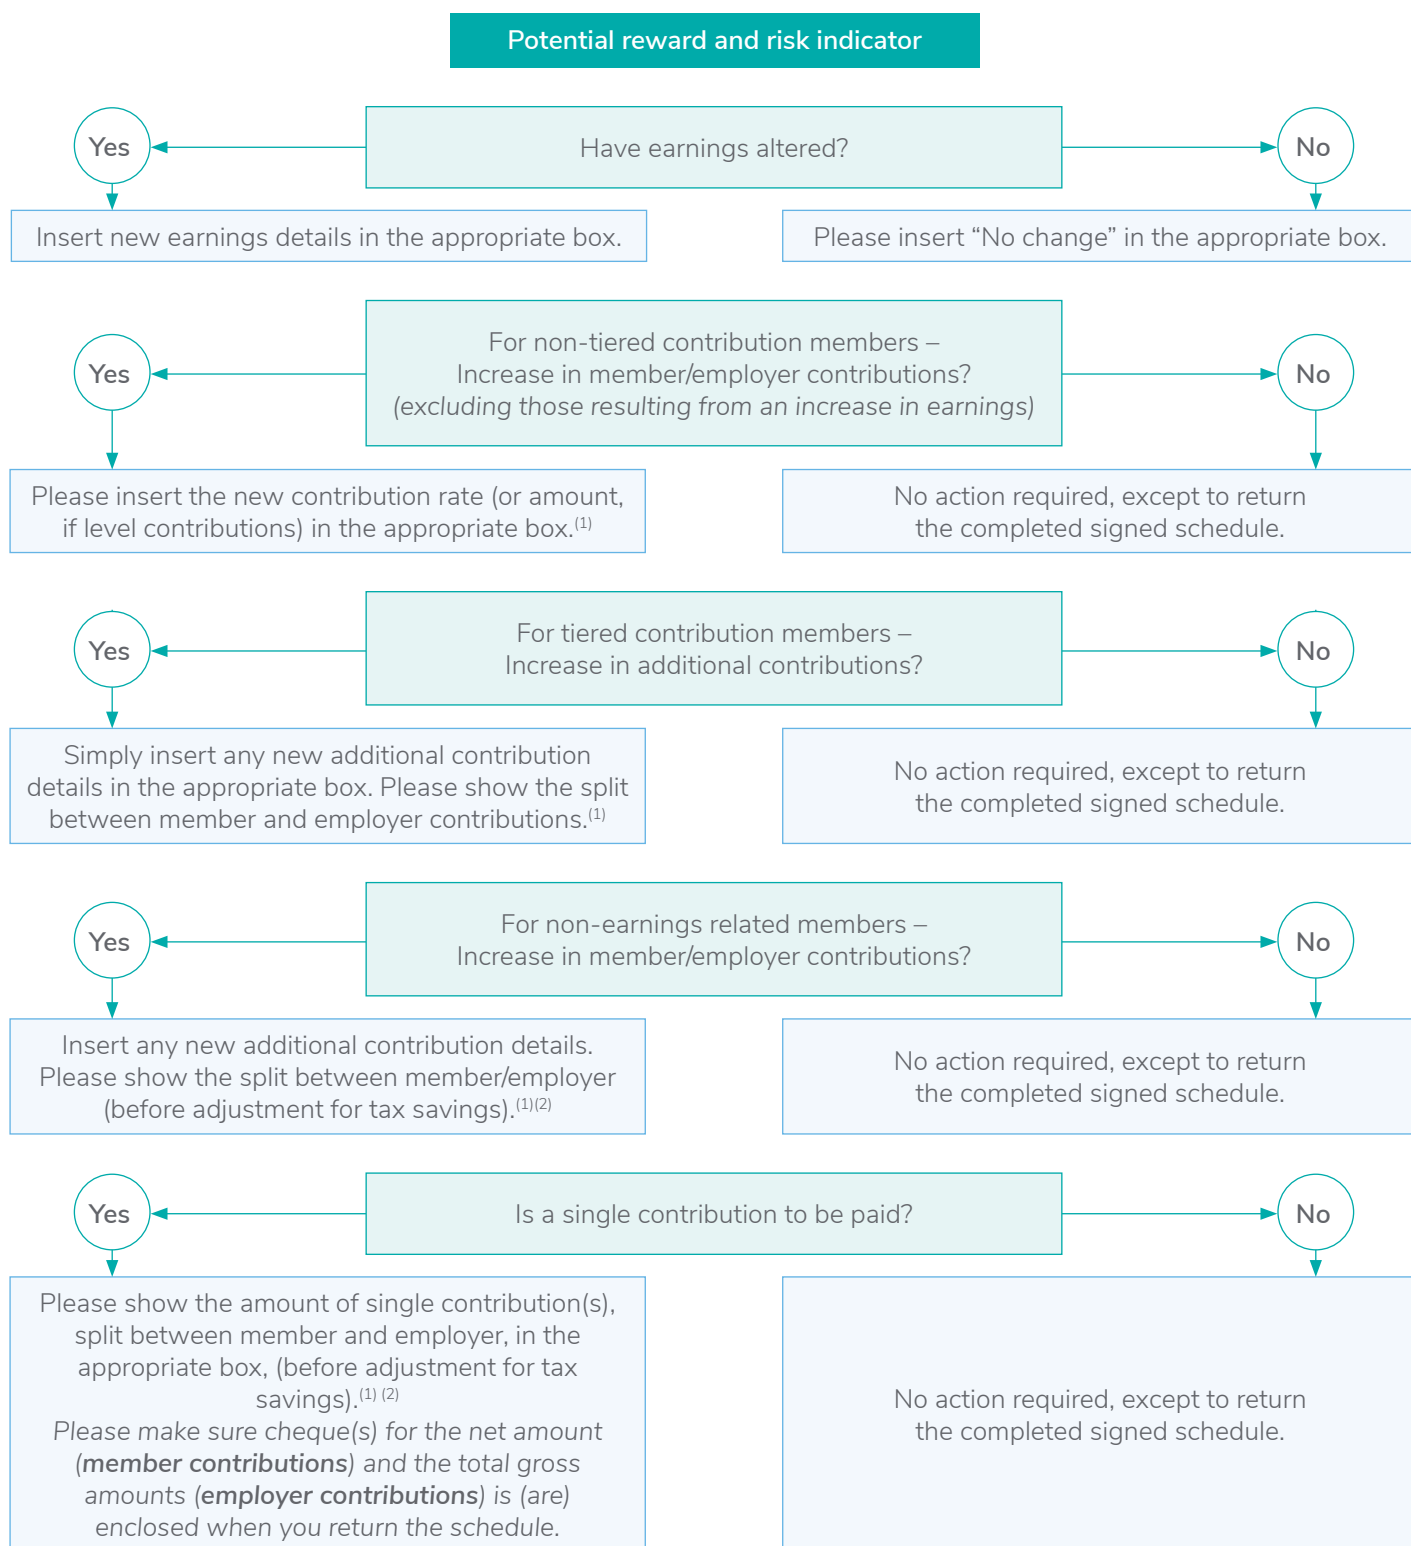 Potential reward and risk indicator
Yes
Have earnings altered?
No
Insert new earnings details in the appropriate box.
Please insert “No change” in the appropriate box.
Yes
For non-tiered contribution members –
Increase in member/employer contributions?
(excluding those resulting from an increase in earnings)
No
Please insert the new contribution rate (or amount,
if level contributions) in the appropriate box.(1)
No action required, except to return
the completed signed schedule.
Yes
For tiered contribution members –
Increase in additional contributions?
No
Simply insert any new additional contribution
details in the appropriate box. Please show the split
between member and employer contributions.(1)
No action required, except to return
the completed signed schedule.
Yes
For non-earnings related members –
Increase in member/employer contributions?
No
Insert any new additional contribution details.
Please show the split between member/employer
(before adjustment for tax savings).(1)(2)
No action required, except to return
the completed signed schedule.
Yes
Is a single contribution to be paid?
No
Please show the amount of single contribution(s),
split between member and employer, in the
appropriate box, (before adjustment for tax
savings).(1) (2)
Please make sure cheque(s) for the net amount
(member contributions) and the total gross
amounts (employer contributions) is (are)
enclosed when you return the schedule.
No action required, except to return
the completed signed schedule.